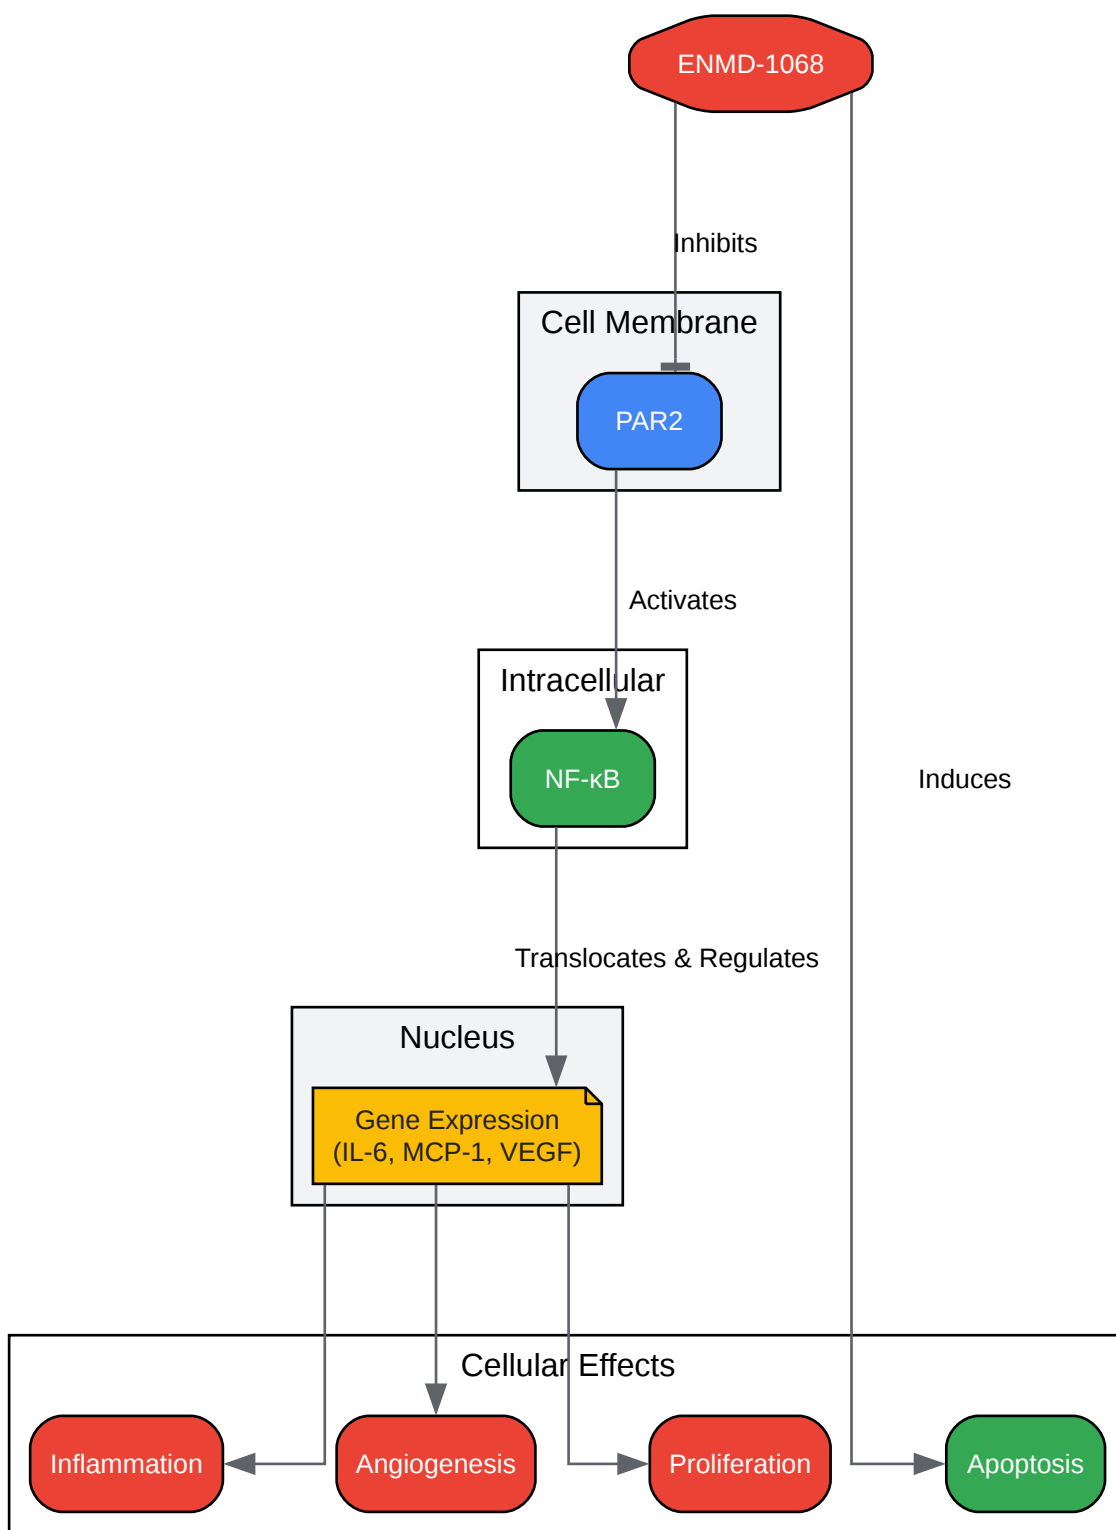 ENMD-1068
Inhibits
Cell Membrane
PAR2
Activates
Intracellular
NF-κB
Induces
Translocates & Regulates
Nucleus
Gene Expression
(IL-6, MCP-1, VEGF)
Cellular Effects
Inflammation
Angiogenesis
Proliferation
Apoptosis